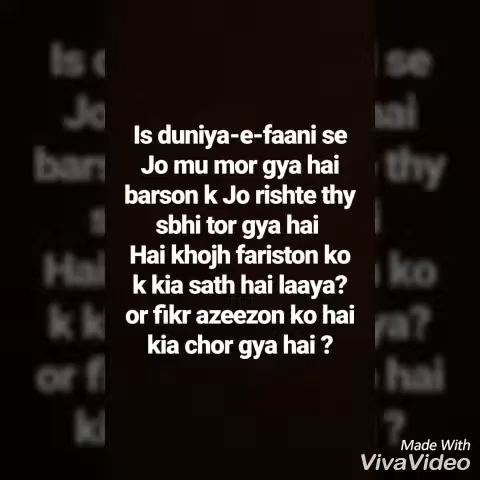 Is duniya-e-faani se
Jo mu mor gya hai
barson k Jo rishte thy
sbhi tor gya hai
Hai khojh fariston ko
k kia sath hai laaya?
or fikr azeezon ko hai
kia chor gya hai ?
Made With
VivaVideo